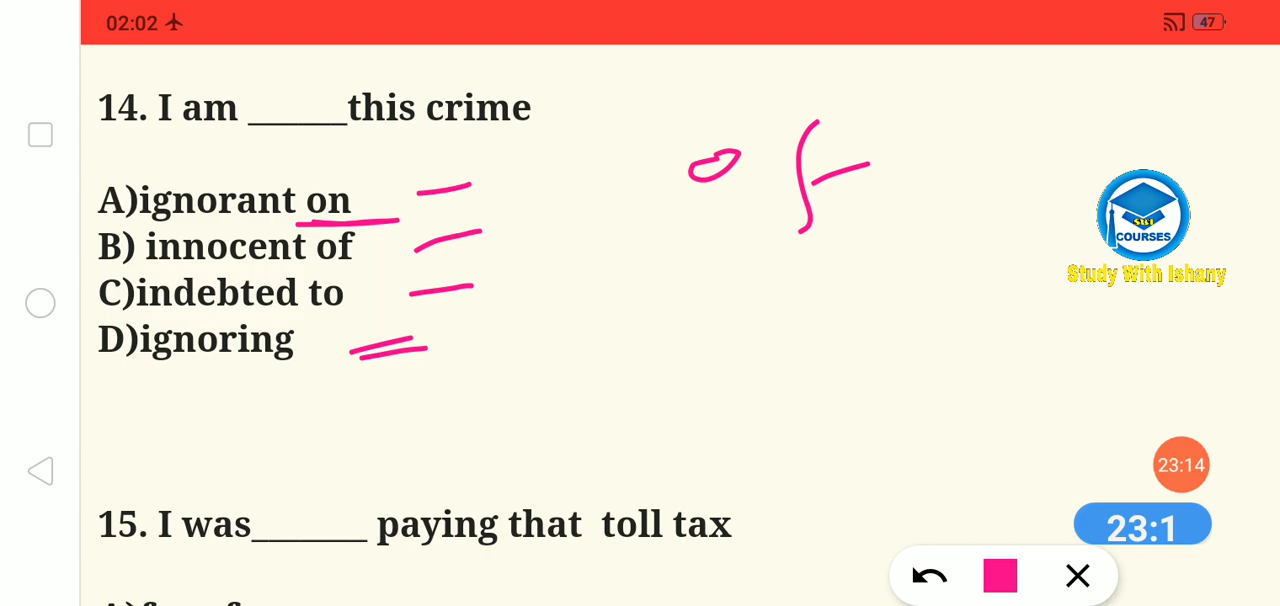 02:02
47
14. I am ______this crime
of
A)ignorant on
B) innocent of
C)indebted to
D)ignoring
COURSES
Study With Ishany
23:14
15. I was_______ paying that toll tax
23:1